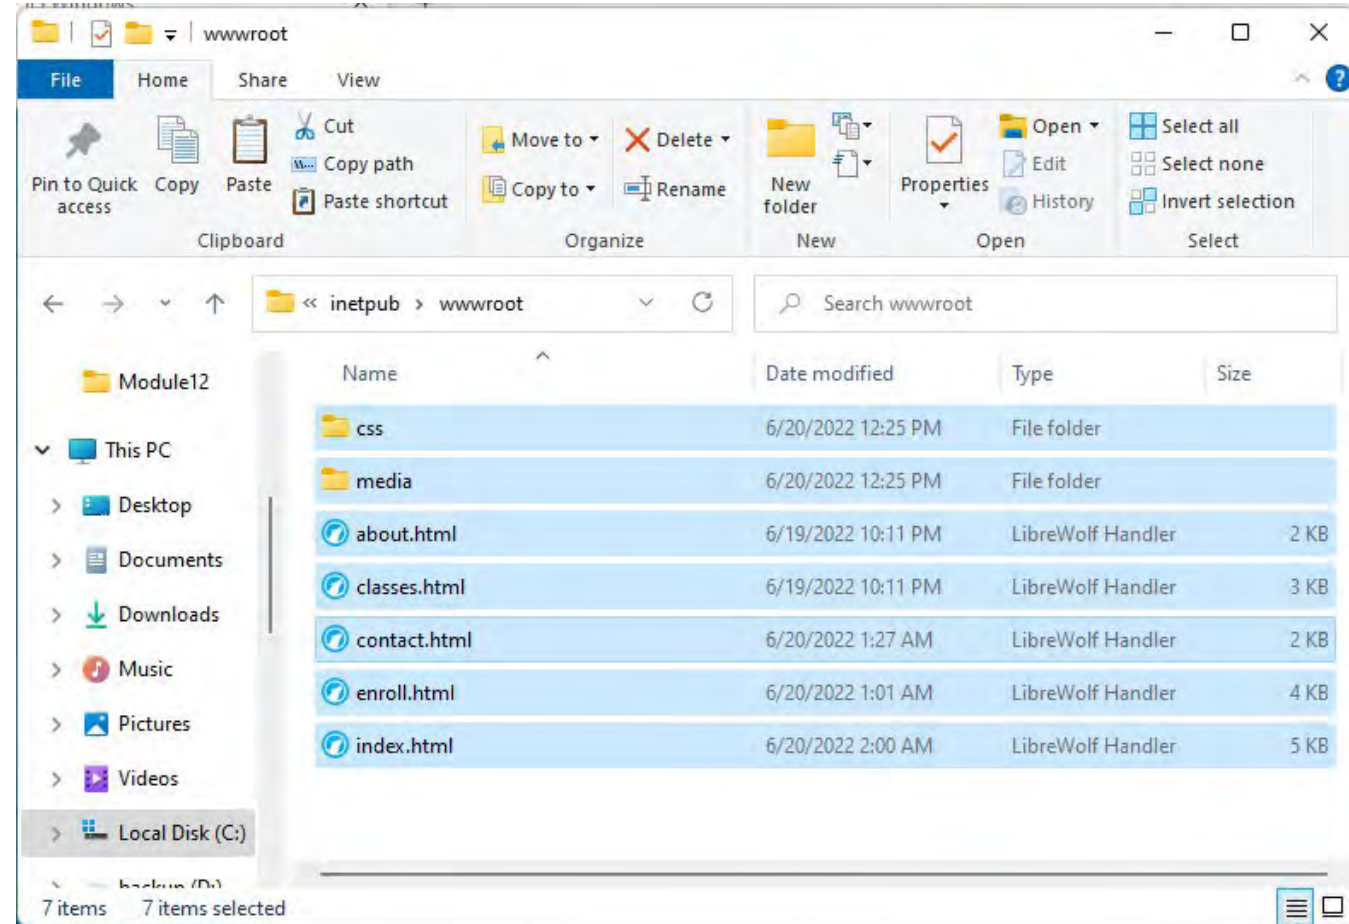 wwwroot
File Home Share View
Pin to Quick access
Copy
Paste
Cut
Copy path
Paste shortcut
Clipboard
Move to
Copy to
Delete
Rename
Organize
New folder
New
Properties
Open
Edit
History
Open
Select all
Select none
Invert selection
Select
« inetpub > wwwroot
Search wwwroot
Module12
This PC
Desktop
Documents
Downloads
Music
Pictures
Videos
Local Disk (C:)
backup (D:)
Name Date modified Type Size
css 6/20/2022 12:25 PM File folder
media 6/20/2022 12:25 PM File folder
about.html 6/19/2022 10:11 PM LibreWolf Handler 2 KB
classes.html 6/19/2022 10:11 PM LibreWolf Handler 3 KB
contact.html 6/20/2022 1:27 AM LibreWolf Handler 2 KB
enroll.html 6/20/2022 1:01 AM LibreWolf Handler 4 KB
index.html 6/20/2022 2:00 AM LibreWolf Handler 5 KB
7 items 7 items selected